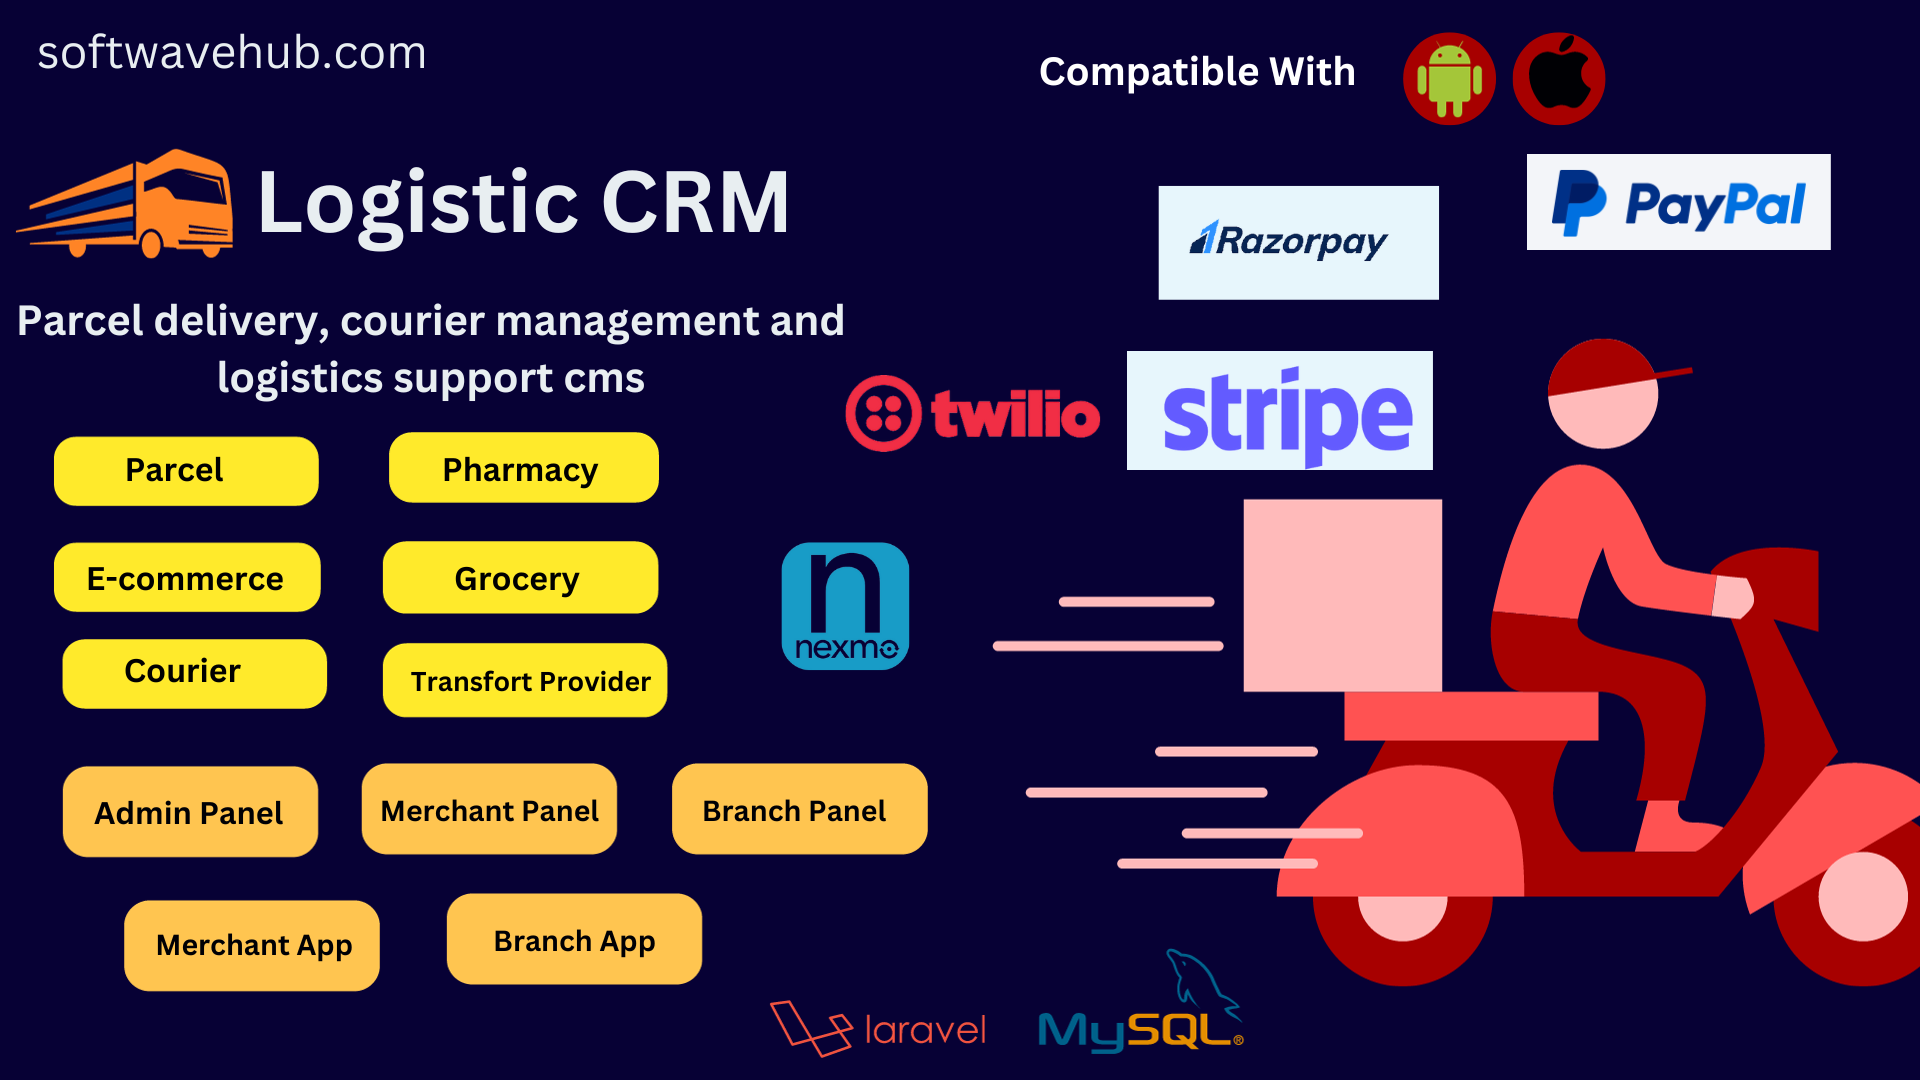 softwavehub.com
Compatible With
Logistic CRM
PayPal
Razorpay
Parcel delivery, courier management and
logistics support cms
twilio
stripe
Parcel
Pharmacy
E-commerce
Grocery
n
nexmo
Courier
Transfort Provider
Admin Panel
Merchant Panel
Branch Panel
Merchant App
Branch App
laravel
MySQL®